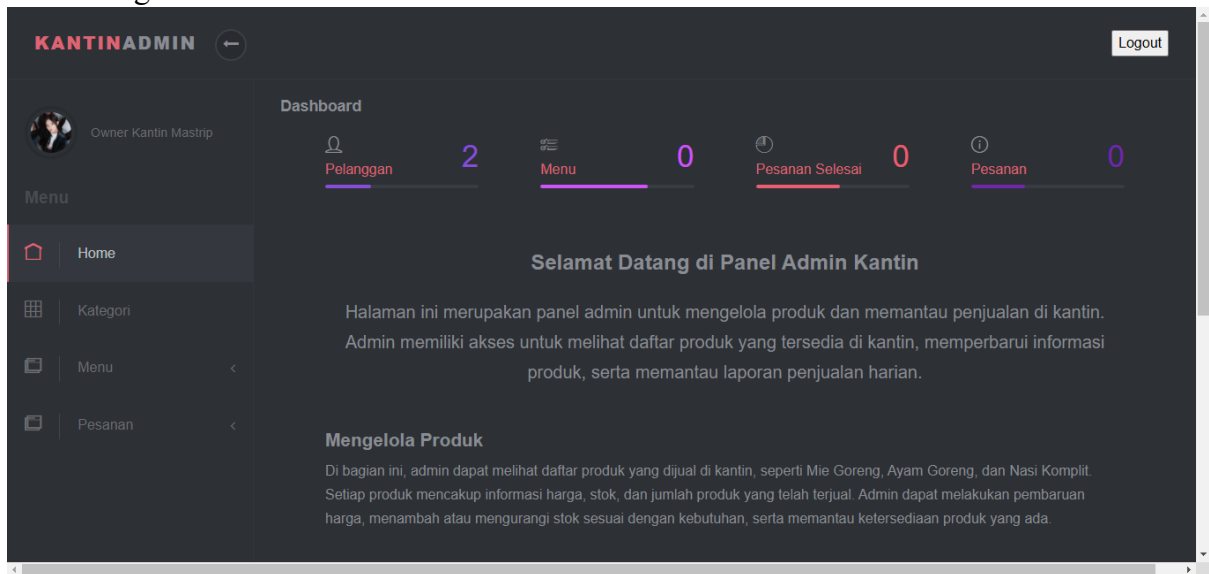 KANTINADMIN
Logout
Owner Kantin Mastrip
Menu
Home
Kategori
Menu
Pesanan
Dashboard
Pelanggan 2
Menu 0
Pesanan Selesai 0
Pesanan 0
Selamat Datang di Panel Admin Kantin
Halaman ini merupakan panel admin untuk mengelola produk dan memantau penjualan di kantin.
Admin memiliki akses untuk melihat daftar produk yang tersedia di kantin, memperbarui informasi
produk, serta memantau laporan penjualan harian.
Mengelola Produk
Di bagian ini, admin dapat melihat daftar produk yang dijual di kantin, seperti Mie Goreng, Ayam Goreng, dan Nasi Komplit.
Setiap produk mencakup informasi harga, stok, dan jumlah produk yang telah terjual. Admin dapat melakukan pembaruan
harga, menambah atau mengurangi stok sesuai dengan kebutuhan, serta memantau ketersediaan produk yang ada.